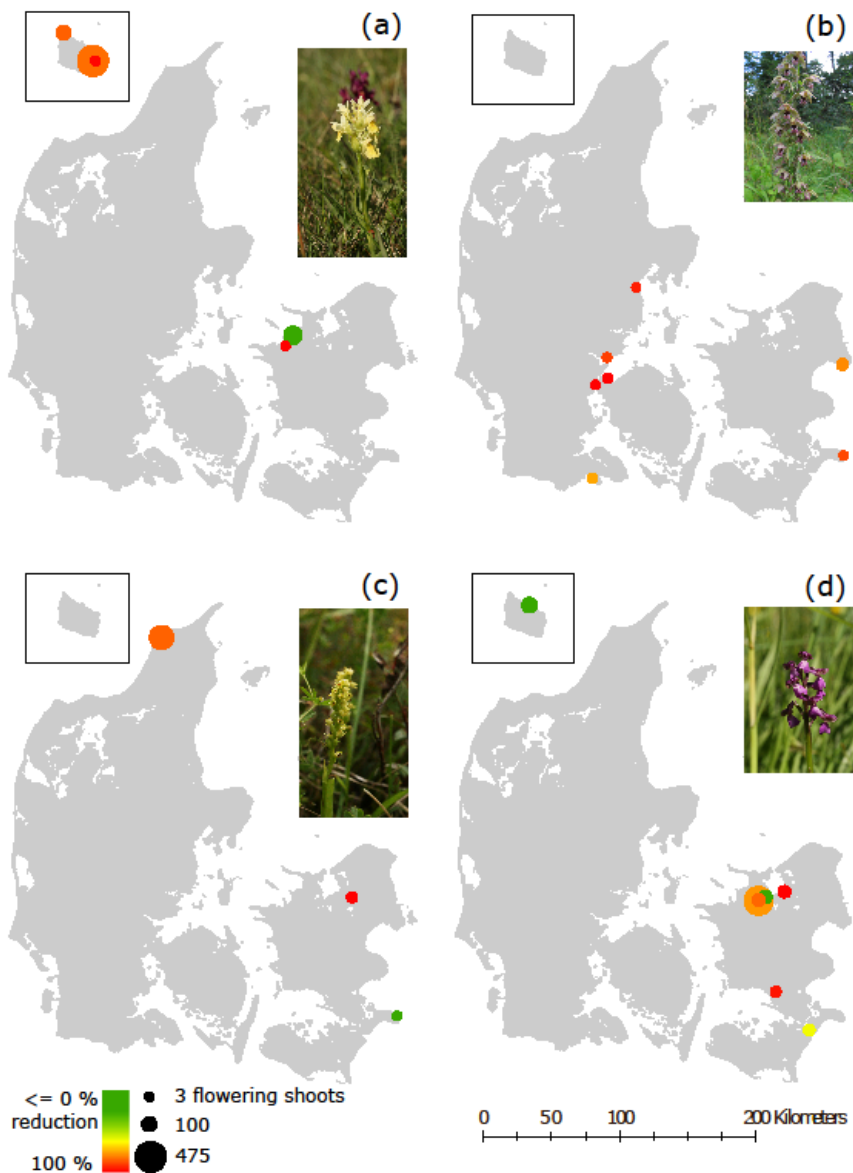 (a)
(b)
(c)
(d)
<= 0 %
reduction
100 %
3 flowering shoots
100
475
0 50 100 200 Kilometers